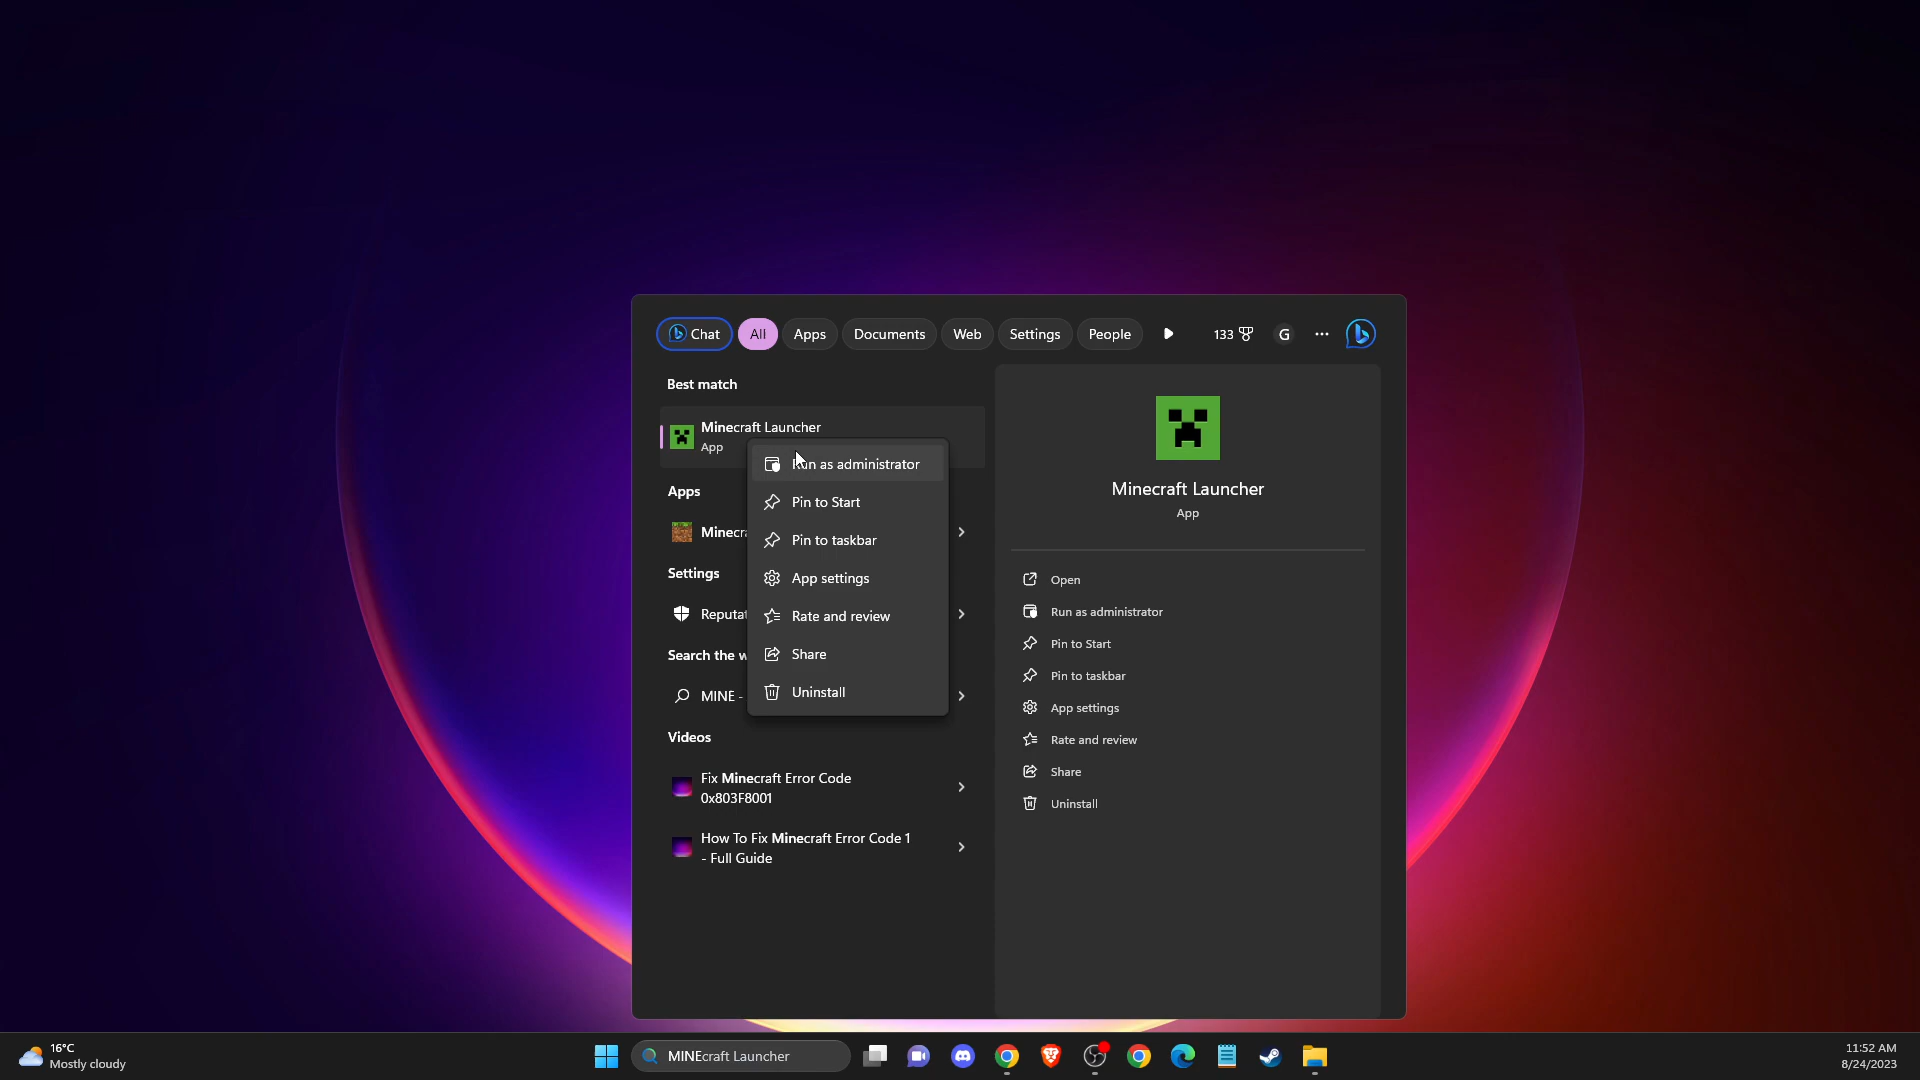 Chat
All
Apps
Documents
Web
Settings
People
133
G
Best match
Minecraft Launcher
App
Run as administrator
Pin to Start
Pin to taskbar
App settings
Rate and review
Share
Uninstall
Apps
Settings
Search the
MINE -
Videos
Fix Minecraft Error Code
0x803F8001
How To Fix Minecraft Error Code 1
- Full Guide
Minecraft Launcher
App
Open
Run as administrator
Pin to Start
Pin to taskbar
App settings
Rate and review
Share
Uninstall
16°C
Mostly cloudy
MINEcraft Launcher
11:52 AM
8/24/2023